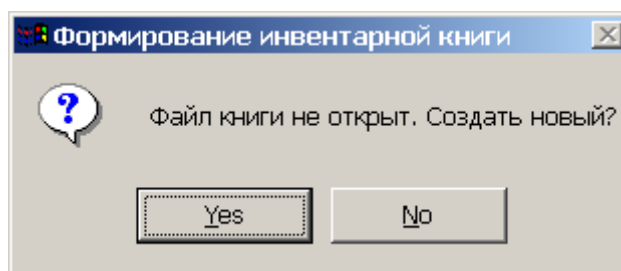 Формирование инвентарной книги
Файл книги не открыт. Создать новый?
Yes No